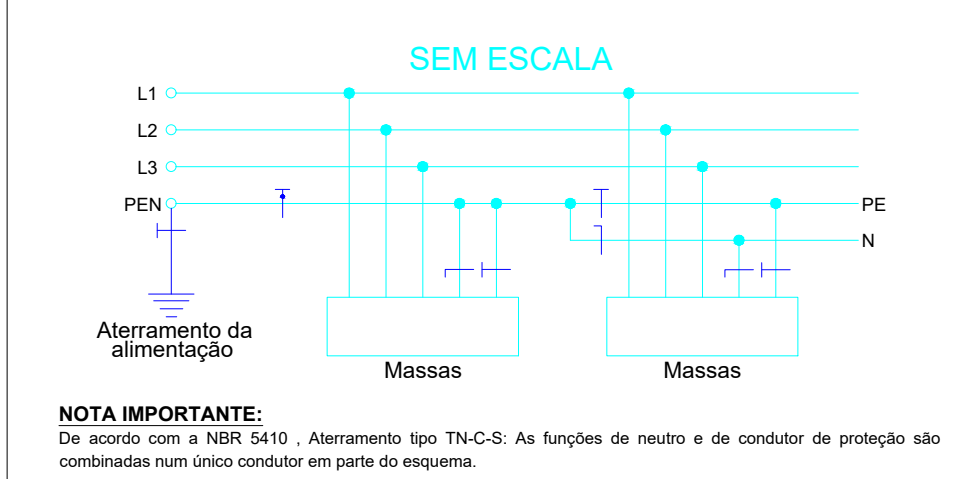 SEM ESCALA
L1
L2
L3
PEN
PE
N
Aterramento da
alimentação
Massas
Massas
NOTA IMPORTANTE:
De acordo com a NBR 5410 , Aterramento tipo TN-C-S: As funções de neutro e de condutor de proteção são
combinadas num único condutor em parte do esquema.